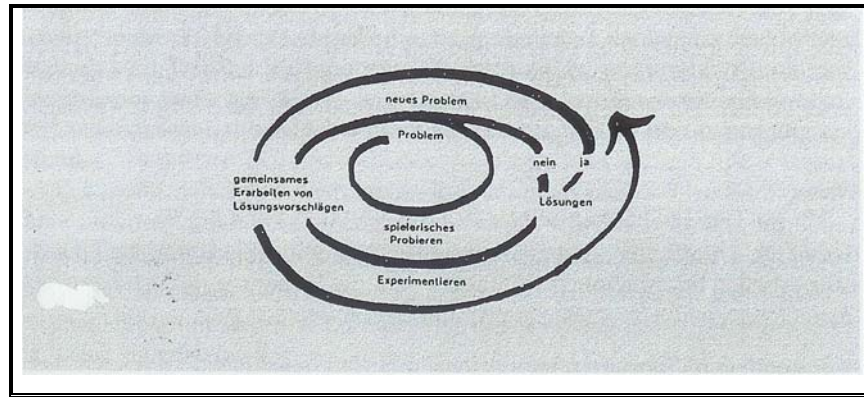 neues Problem
Problem
nein ja
gemeinsames
Erarbeiten von
Lösungsvorschlägen
Lösungen
spielerisches
Probieren
Experimentieren